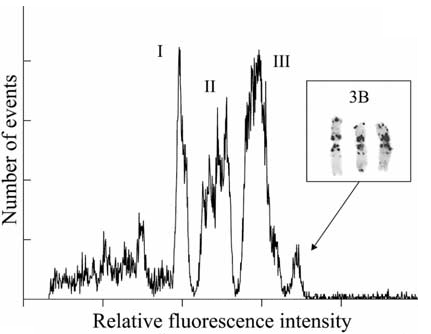 I
II
III
3B
Number of events
Relative fluorescence intensity